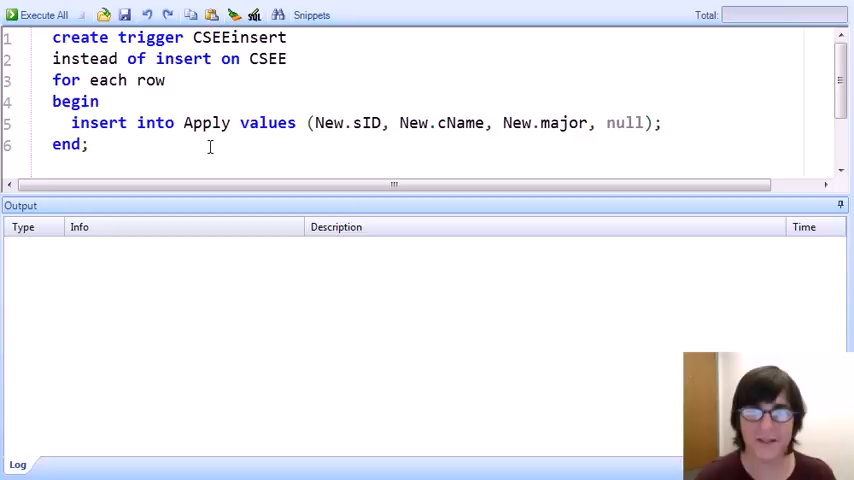 Execute All
Snippets
Total:
1 create trigger CSEEinsert
2 instead of insert on CSEE
3 for each row
4 begin
5 insert into Apply values (New.sID, New.cName, New.major, null);
6 end;
Output
Type Info Description Time
Log